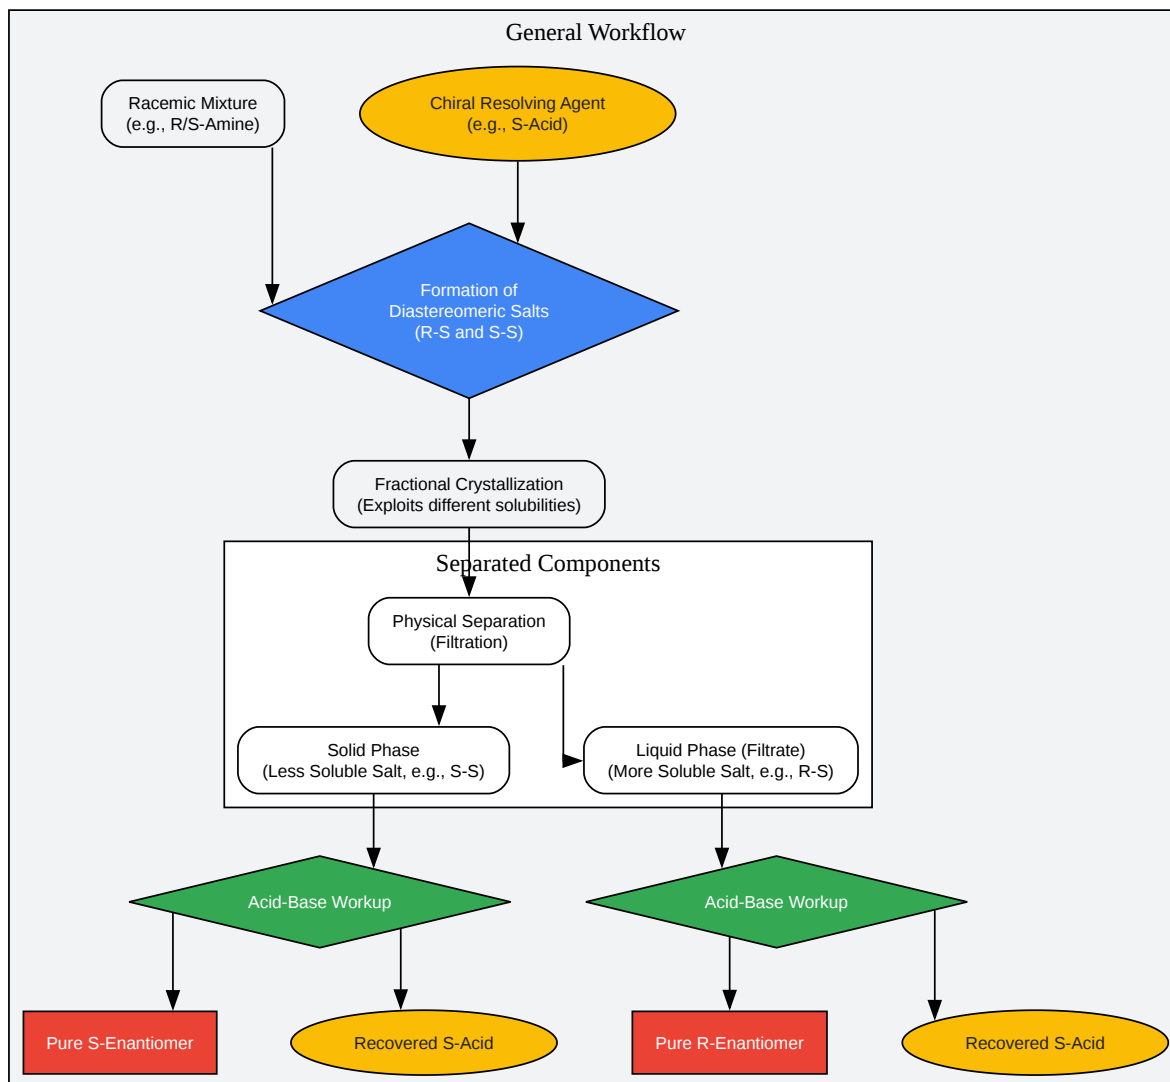 General Workflow
Racemic Mixture
(e.g., R/S-Amine)
Chiral Resolving Agent
(e.g., S-Acid)
Formation of
Diastereomeric Salts
(R-S and S-S)
Fractional Crystallization
(Exploits different solubilities)
Separated Components
Physical Separation
(Filtration)
Solid Phase
(Less Soluble Salt, e.g., S-S)
Liquid Phase (Filtrate)
(More Soluble Salt, e.g., R-S)
Acid-Base Workup
Acid-Base Workup
Pure S-Enantiomer
Recovered S-Acid
Pure R-Enantiomer
Recovered S-Acid